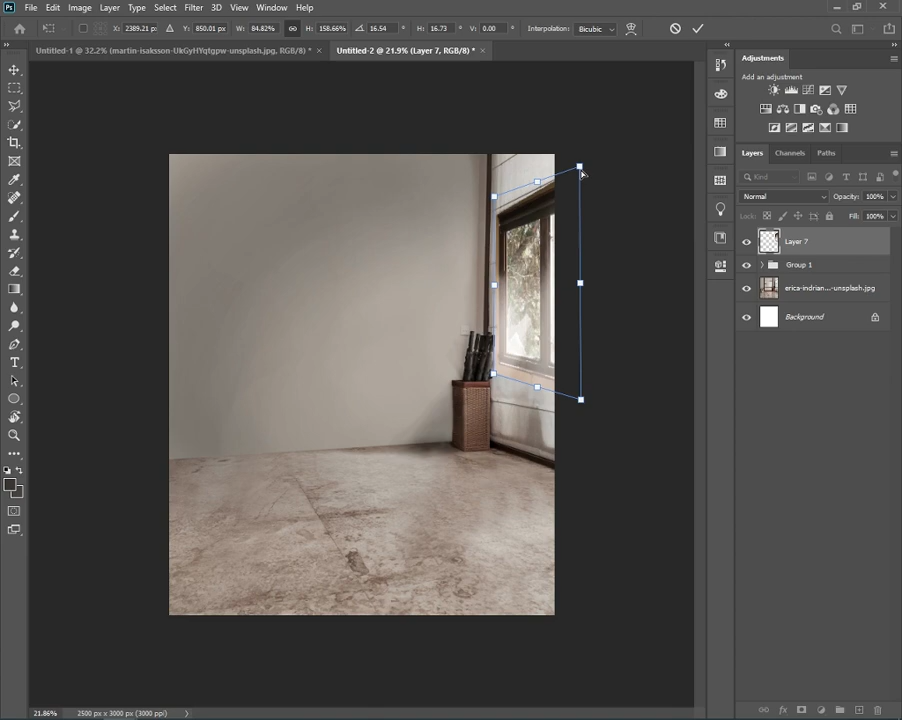 Ps File Edit Image Layer Type Select Filter 3D View Window Help
X: 2389.21 px Y: 850.01 px W: 84.82% H: 158.66% 16.54 ° H: 16.73 ° V: 0.00 ° Interpolation: Bicubic
Untitled-1 @ 32.2% (martin-isaksson-UkGyHYqtgpw-unsplash.jpg, RGB/8) * × Untitled-2 @ 21.9% (Layer 7, RGB/8) * ×
Adjustments
Add an adjustment
Layers Channels Paths
Kind
Normal Opacity: 100%
Lock: Fill: 100%
Layer 7
Group 1
erica-indrian...-unsplash.jpg
Background
21.86% 2500 px x 3000 px (3000 ppi)